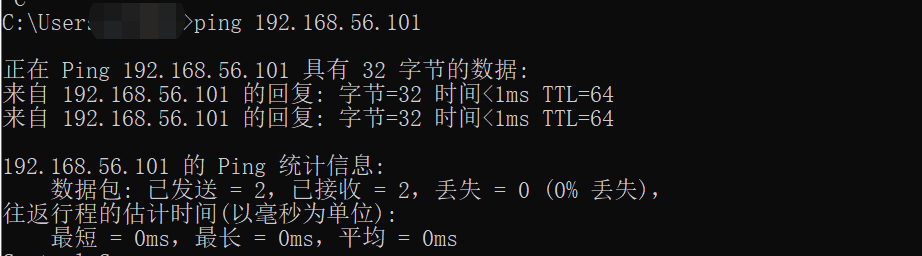 C:\Users >ping 192.168.56.101
正在 Ping 192.168.56.101 具有 32 字节的数据:
来自 192.168.56.101 的回复: 字节=32 时间<1ms TTL=64
来自 192.168.56.101 的回复: 字节=32 时间<1ms TTL=64
192.168.56.101 的 Ping 统计信息:
数据包: 已发送 = 2，已接收 = 2，丢失 = 0 (0% 丢失)，
往返行程的估计时间(以毫秒为单位):
最短 = 0ms，最长 = 0ms，平均 = 0ms